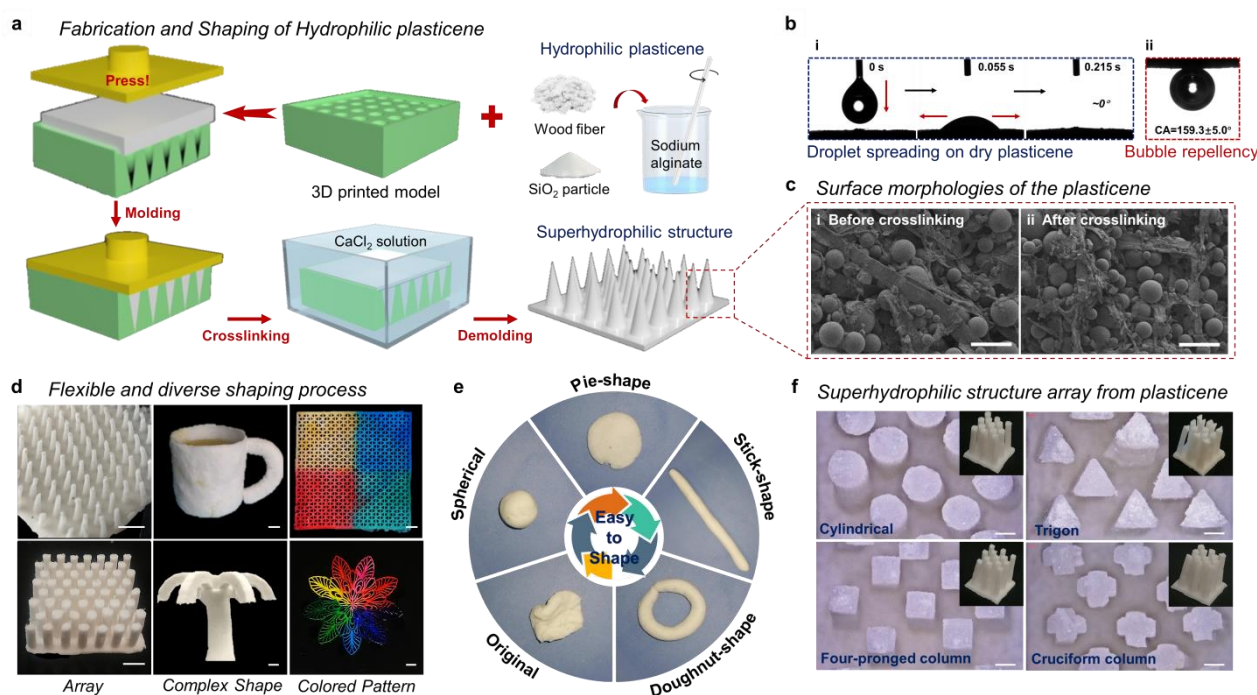 a Fabrication and Shaping of Hydrophilic plasticene
Press!
3D printed model
Hydrophilic plasticene
Wood fiber
SiO₂ particle
Sodium
alginate
Molding
Crosslinking
CaCl₂ solution
Demolding
Superhydrophilic structure
b
i
0 s
0.055 s
0.215 s
~0°
Droplet spreading on dry plasticene
ii
CA=159.3±5.0°
Bubble repellency
c Surface morphologies of the plasticene
i Before crosslinking
ii After crosslinking
d Flexible and diverse shaping process
Array
Complex Shape
Colored Pattern
e
Pie-shape
Stick-shape
Doughnut-shape
Original
Spherical
Easy
to
Shape
f Superhydrophilic structure array from plasticene
Cylindrical
Trigon
Four-pronged column
Cruciform column